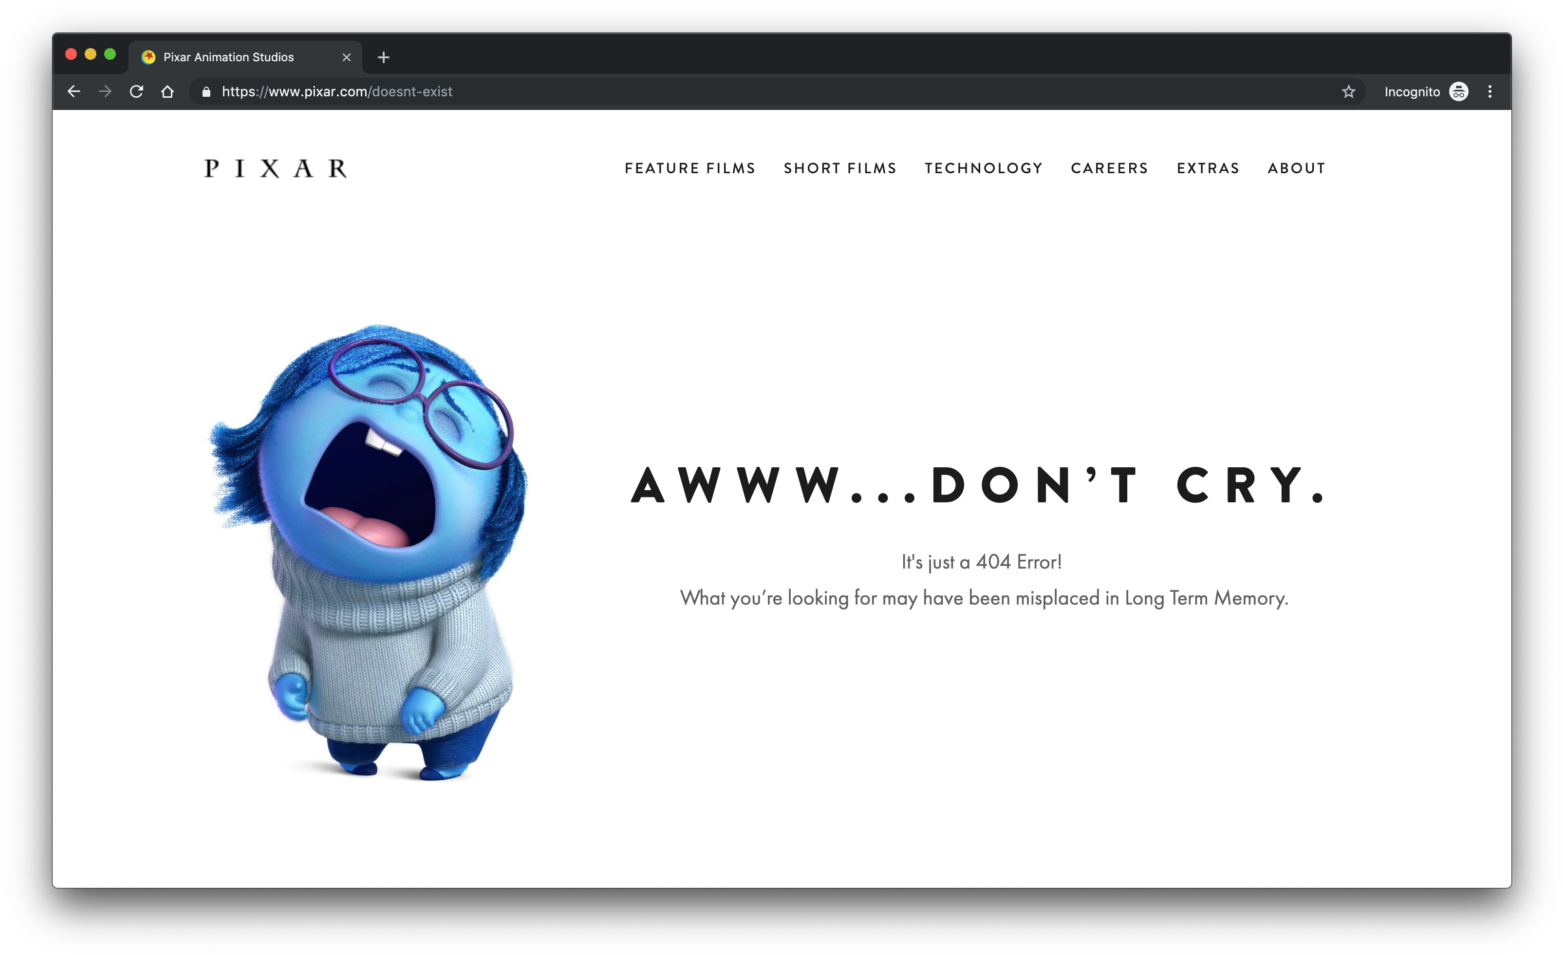 Pixar Animation Studios
https://www.pixar.com/doesnt-exist
Incognito
PIXAR
FEATURE FILMS SHORT FILMS TECHNOLOGY CAREERS EXTRAS ABOUT
AWWW...DON’T CRY.
It's just a 404 Error!
What you’re looking for may have been misplaced in Long Term Memory.